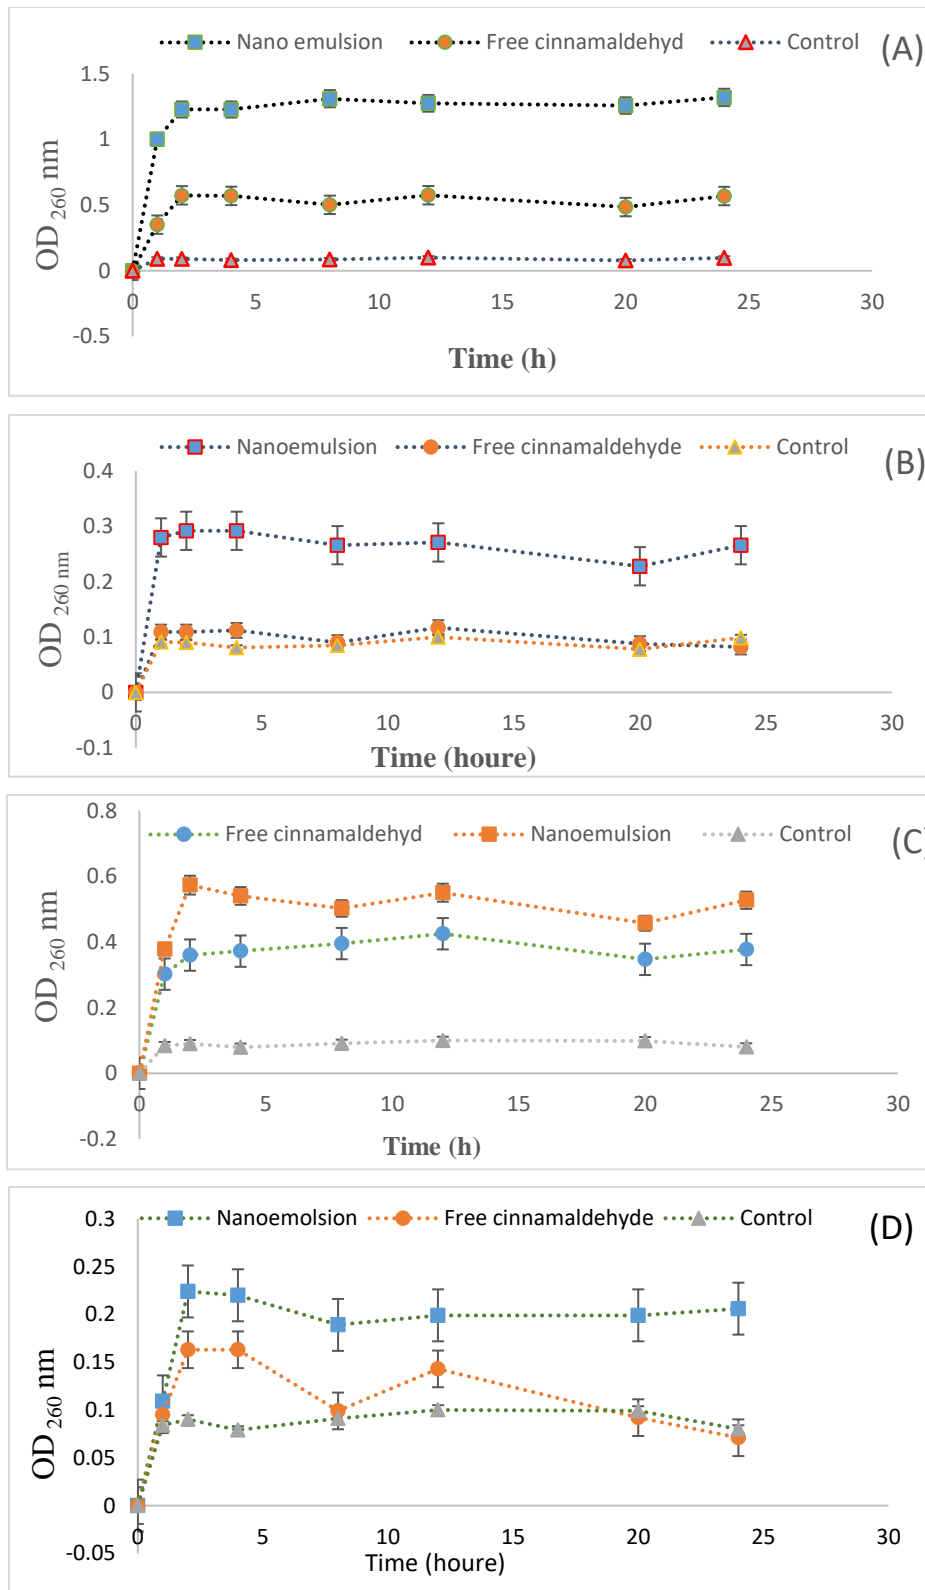 Nano emulsion Free cinnamaldehyd Control (A)
1.5
1
0.5
0
-0.5
OD 260 nm
0 5 10 15 20 25 30
Time (h)
Nanoemulsion Free cinnamaldehyde Control (B)
0.4
0.3
0.2
0.1
0
-0.1
OD 260 nm
0 5 10 15 20 25 30
Time (houre)
0.8
Free cinnamaldehyd Nanoemulsion Control (C)
0.6
0.4
0.2
0
-0.2
OD 260 nm
0 5 10 15 20 25 30
Time (h)
Nanoemolsion Free cinnamaldehyde Control (D)
0.3
0.25
0.2
0.15
0.1
0.05
0
-0.05
OD 260 nm
0 5 10 15 20 25 30
Time (houre)